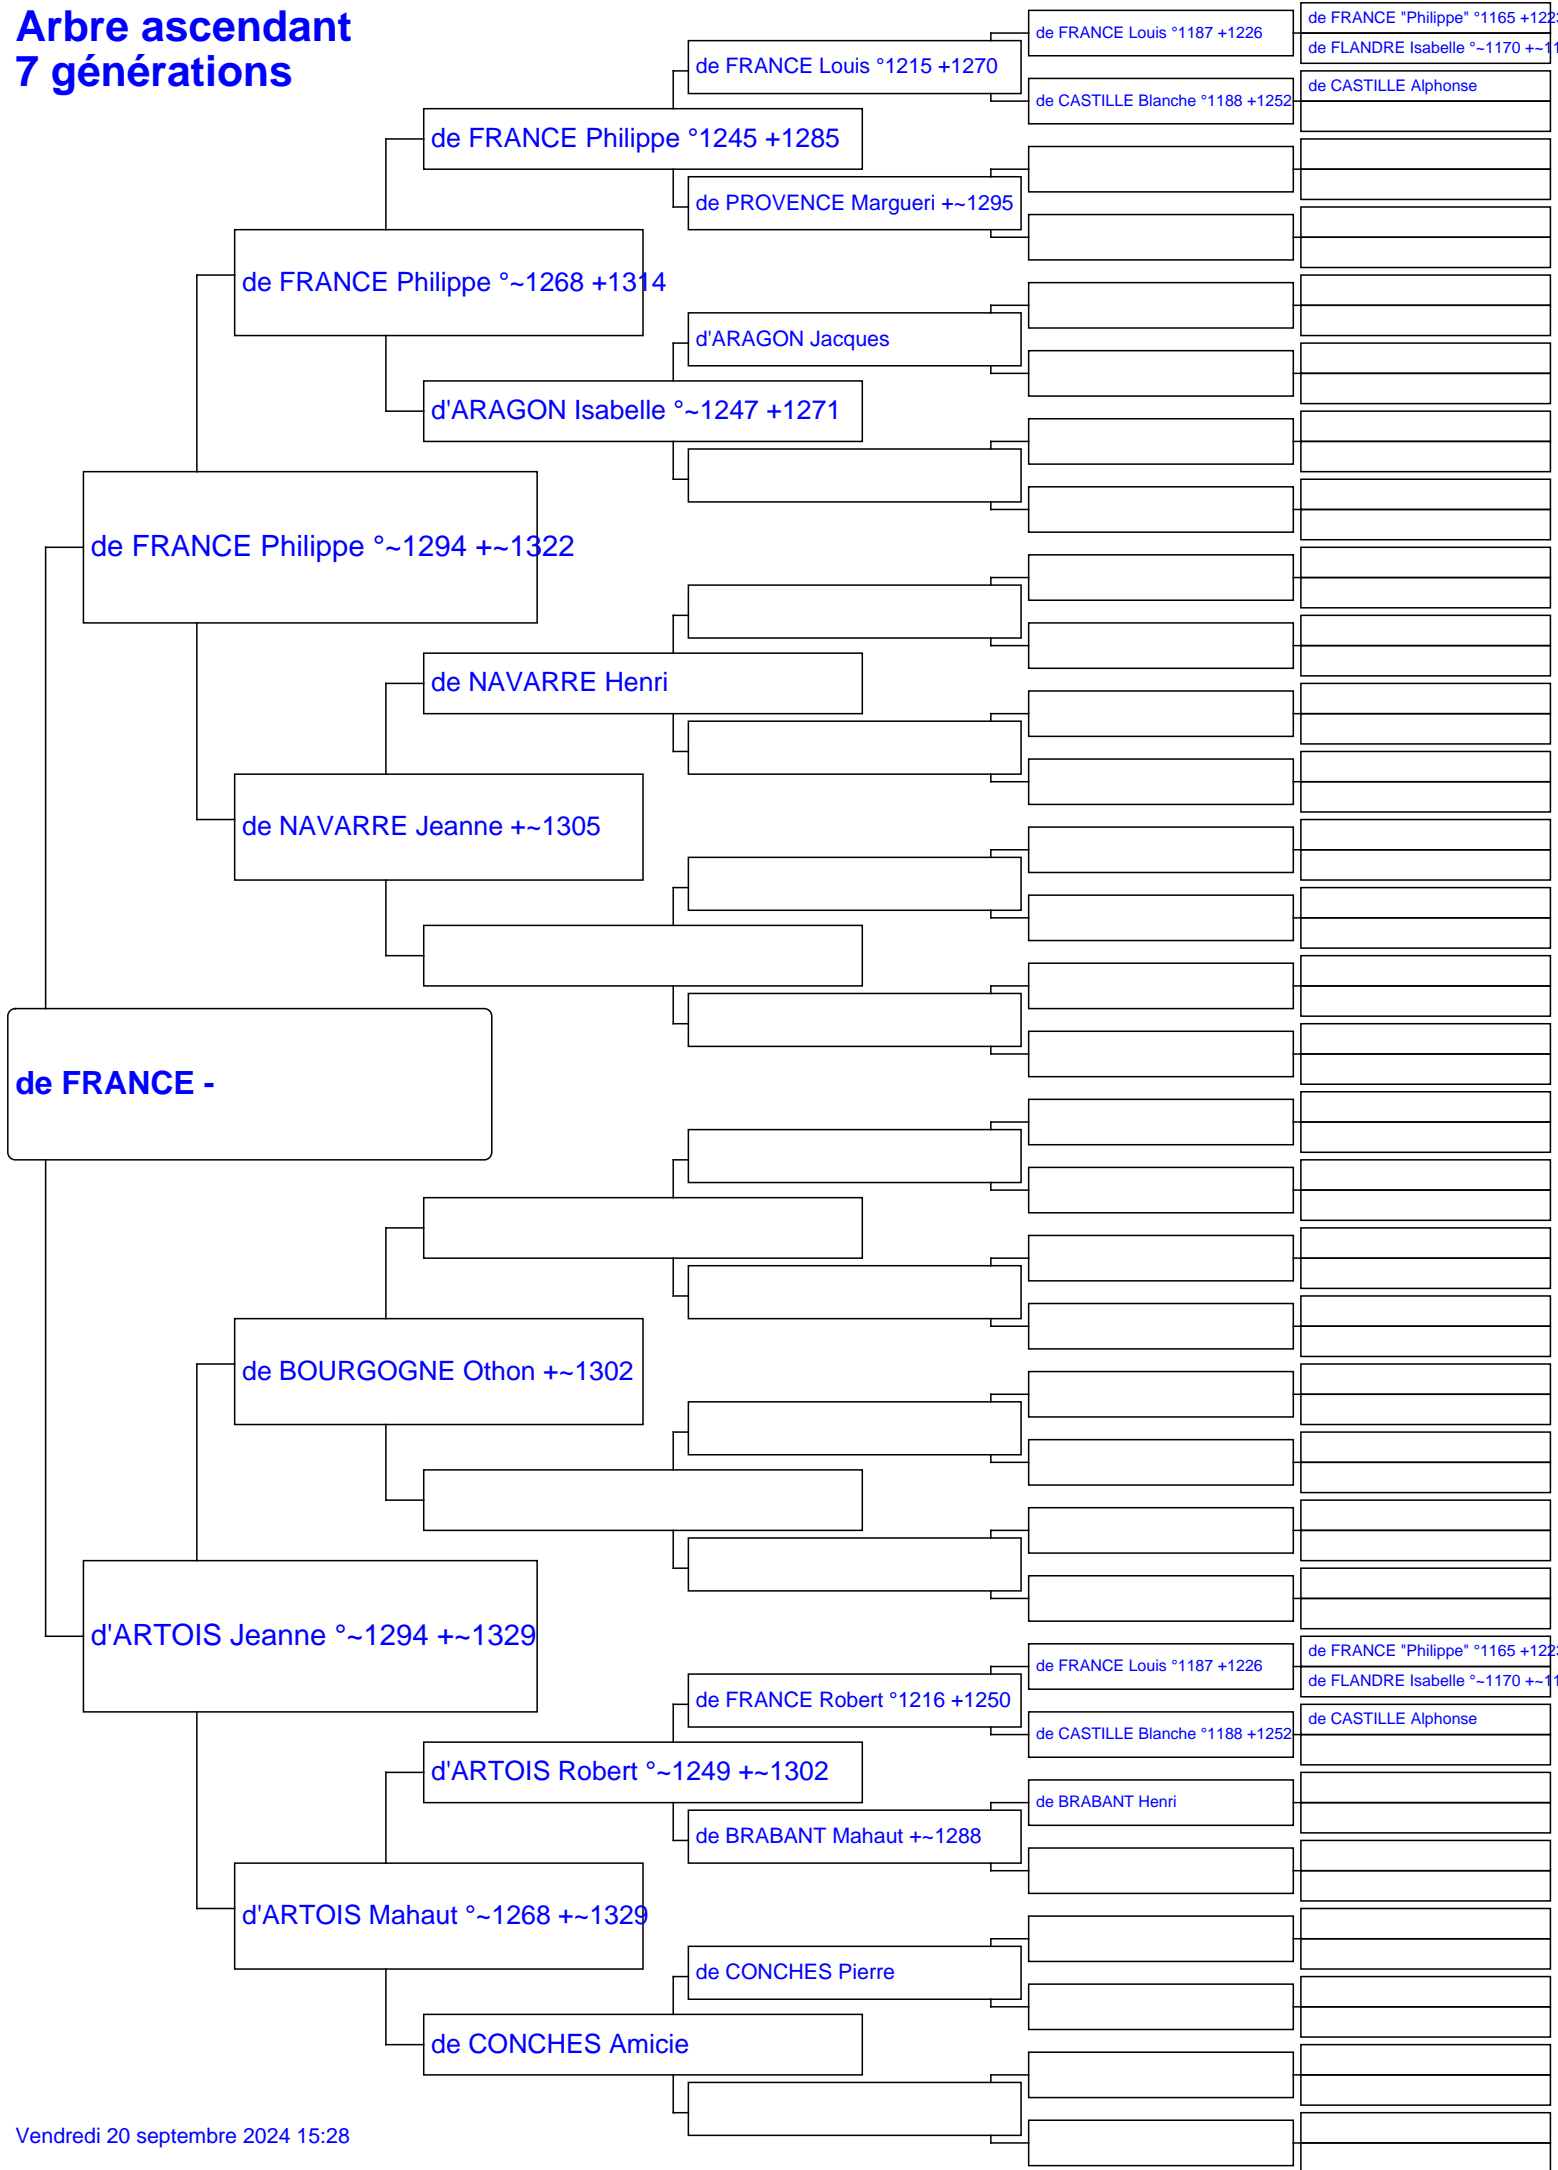 Arbre ascendant
7 générations
de FRANCE "Philippe" °1165 +1223
de FRANCE Louis °1187 +1226
de FLANDRE Isabelle °~1170 +~1
de FRANCE Louis °1215 +1270
de CASTILLE Alphonse
de CASTILLE Blanche °1188 +1252
de FRANCE Philippe °1245 +1285
de PROVENCE Margueri +~1295
de FRANCE Philippe °~1268 +1314
d'ARAGON Jacques
d'ARAGON Isabelle °~1247 +1271
de FRANCE Philippe °~1294 +~1322
de NAVARRE Henri
de NAVARRE Jeanne +~1305
de FRANCE -
de BOURGOGNE Othon +~1302
d'ARTOIS Jeanne °~1294 +~1329
de FRANCE "Philippe" °1165 +1223
de FRANCE Louis °1187 +1226
de FLANDRE Isabelle °~1170 +~1
de FRANCE Robert °1216 +1250
de CASTILLE Alphonse
de CASTILLE Blanche °1188 +1252
d'ARTOIS Robert °~1249 +~1302
de BRABANT Henri
de BRABANT Mahaut +~1288
d'ARTOIS Mahaut °~1268 +~1329
de CONCHES Pierre
de CONCHES Amicie
Vendredi 20 septembre 2024 15:28